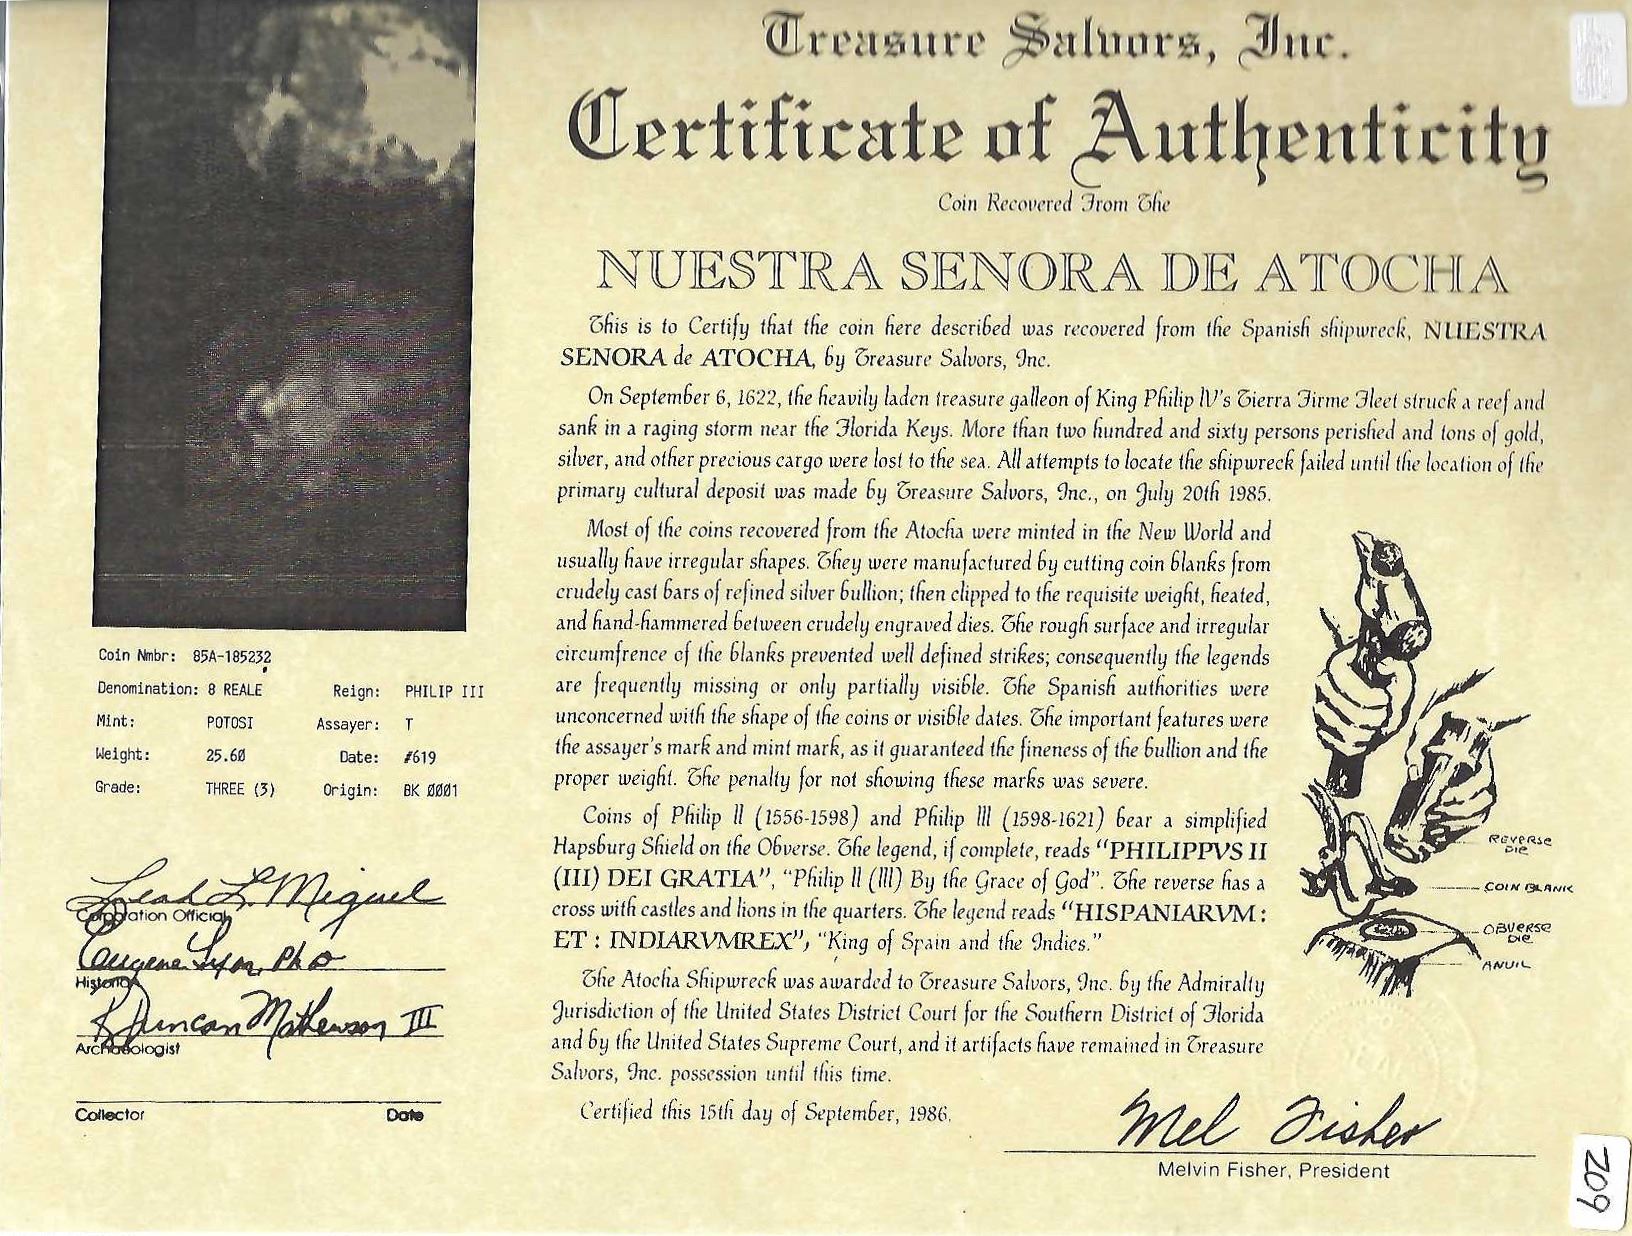 Treasure Salvors, Inc.
Certificate of Authenticity
Coin Recovered From The
NUESTRA SENORA DE ATOCHA
This is to Certify that the coin here described was recovered from the Spanish shipwreck, NUESTRA
SENORA de ATOCHA, by Treasure Salvors, Inc.
On September 6, 1622, the heavily laden treasure galleon of King Philip IV's Tierra Firme Fleet struck a reef and
sank in a raging storm near the Florida Keys. More than two hundred and sixty persons perished and tons of gold,
silver, and other precious cargo were lost to the sea. All attempts to locate the shipwreck failed until the location of the
primary cultural deposit was made by Treasure Salvors, Inc., on July 20th 1985.
Most of the coins recovered from the Atocha were minted in the New World and
usually have irregular shapes. They were manufactured by cutting coin blanks from
crudely cast bars of refined silver bullion; then clipped to the requisite weight, heated,
and hand-hammered between crudely engraved dies. The rough surface and irregular
circumfrence of the blanks prevented well defined strikes; consequently the legends
are frequently missing or only partially visible. The Spanish authorities were
unconcerned with the shape of the coins or visible dates. The important features were
the assayer's mark and mint mark, as it guaranteed the fineness of the bullion and the
proper weight. The penalty for not showing these marks was severe.
Coins of Philip II (1556-1598) and Philip III (1598-1621) bear a simplified
Hapsburg Shield on the Obverse. The legend, if complete, reads "PHILIPPVS II
(III) DEI GRATIA", "Philip II (III) By the Grace of God". The reverse has a
cross with castles and lions in the quarters. The legend reads "HISPANIARVM :
ET : INDIARVMREX", "King of Spain and the Indies."
The Atocha Shipwreck was awarded to Treasure Salvors, Inc. by the Admiralty
Jurisdiction of the United States District Court for the Southern District of Florida
and by the United States Supreme Court, and it artifacts have remained in Treasure
Salvors, Inc. possession until this time.
Certified this 15th day of September, 1986.
Mel Fisher
Melvin Fisher, President
REVERSE
DIE
COIN BLANK
OBVERSE
DIE
ANVIL
Coin Nmbr: 85A-185232
Denomination: 8 REALE Reign: PHILIP III
Mint: POTOSI Assayer: T
Weight: 25.60 Date: #619
Grade: THREE (3) Origin: BK 0001
Leah L. Miguel
Corporation Official
Eugene Lyon, PhD
Historian
R Duncan Mathewson III
Archaeologist
Collector Date
209